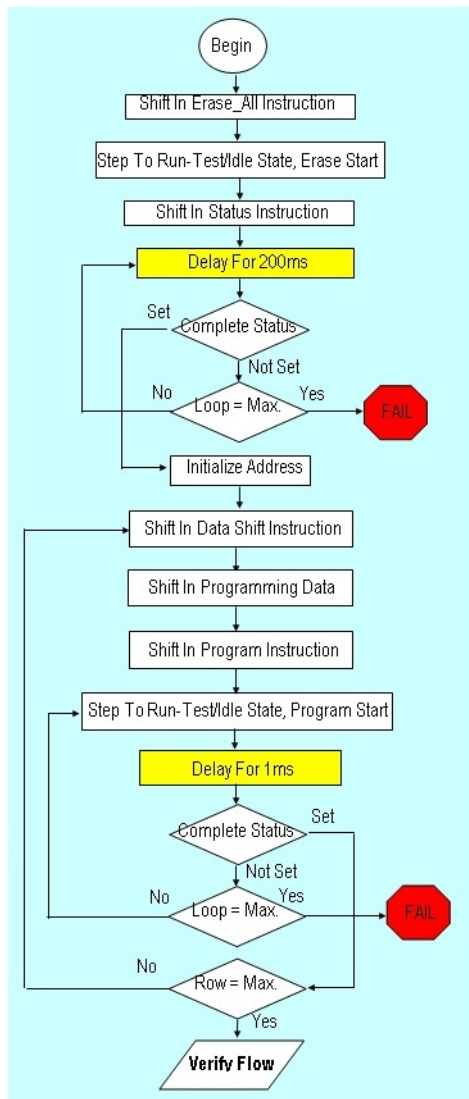 Begin
Shift In Erase_All Instruction
Step To Run-Test/Idle State, Erase Start
Shift In Status Instruction
Delay For 200ms
Set
Complete Status
Not Set
No
Yes
Loop = Max.
FAIL
Initialize Address
Shift In Data Shift Instruction
Shift In Programming Data
Shift In Program Instruction
Step To Run-Test/Idle State, Program Start
Delay For 1ms
Set
Complete Status
Not Set
No
Yes
Loop = Max.
FAIL
No
Row = Max.
Yes
Verify Flow